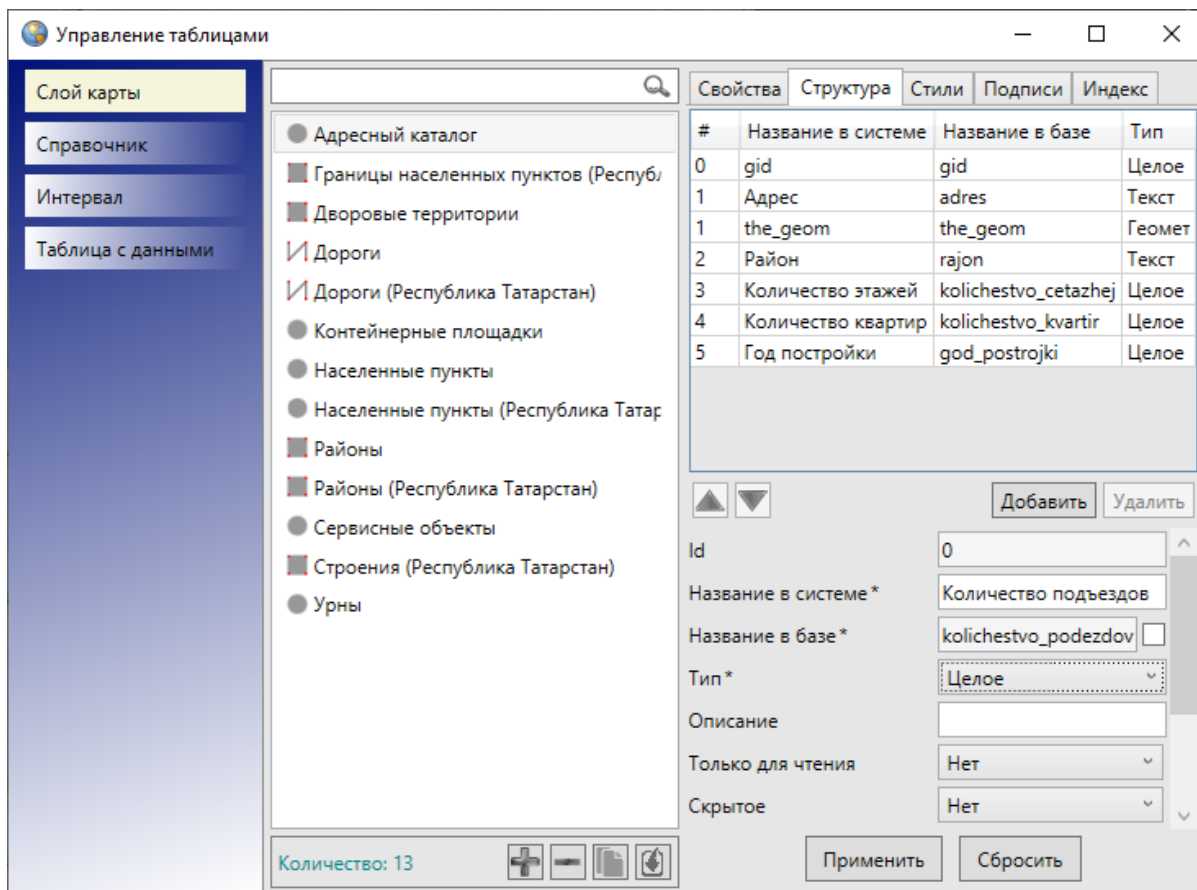 Управление таблицами
Слой карты
Справочник
Интервал
Таблица с данными
Адресный каталог
Границы населенных пунктов (Республ
Дворовые территории
Дороги
Дороги (Республика Татарстан)
Контейнерные площадки
Населенные пункты
Населенные пункты (Республика Татар
Районы
Районы (Республика Татарстан)
Сервисные объекты
Строения (Республика Татарстан)
Урны
Количество: 13
Свойства Структура Стили Подписи Индекс
# Название в системе Название в базе Тип
0 gid gid Целое
1 Адрес adres Текст
1 the_geom the_geom Геомет
2 Район rajon Текст
3 Количество этажей kolichestvo_cetazhej Целое
4 Количество квартир kolichestvo_kvartir Целое
5 Год постройки god_postrojki Целое
Добавить Удалить
Id 0
Название в системе* Количество подъездов
Название в базе* kolichestvo_podezdov
Тип* Целое
Описание
Только для чтения Нет
Скрытое Нет
Применить Сбросить